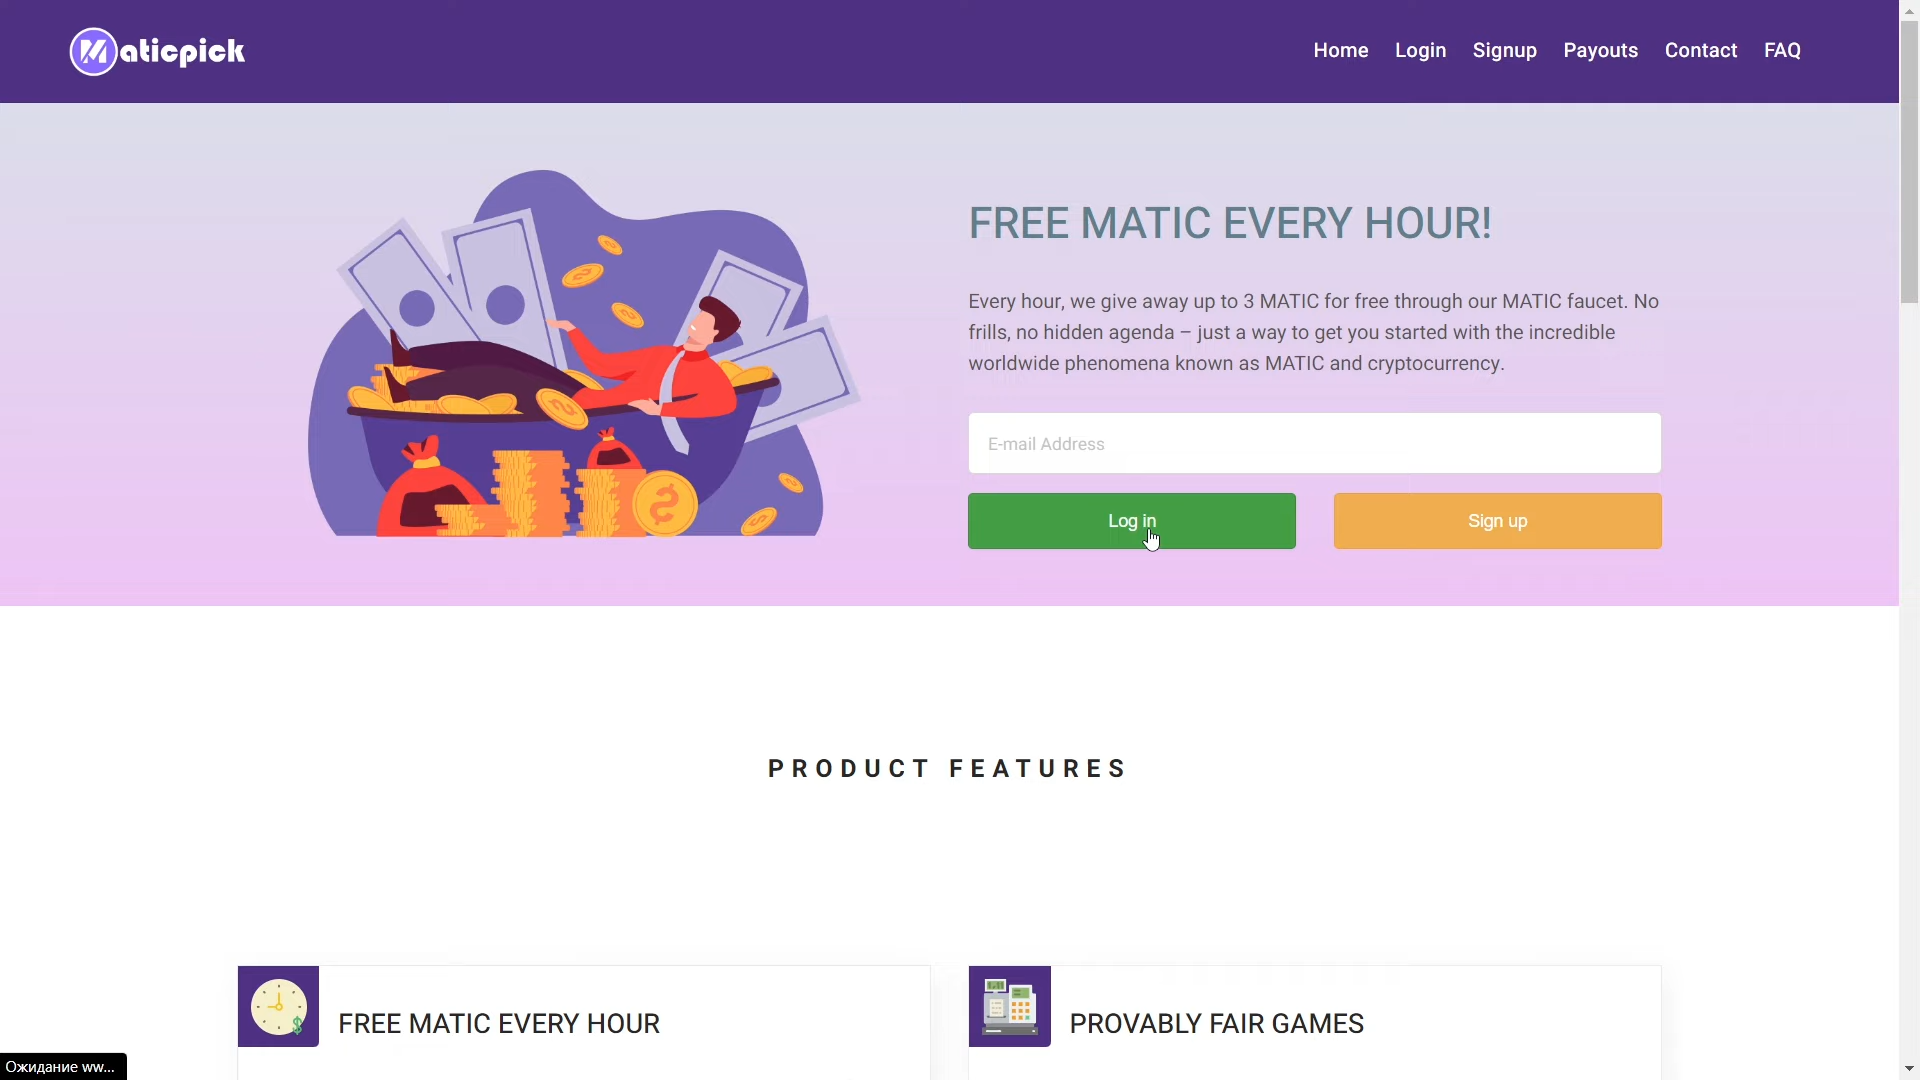 Maticpick
Home Login Signup Payouts Contact FAQ
FREE MATIC EVERY HOUR!
Every hour, we give away up to 3 MATIC for free through our MATIC faucet. No
frills, no hidden agenda – just a way to get you started with the incredible
worldwide phenomena known as MATIC and cryptocurrency.
E-mail Address
Log in
Sign up
PRODUCT FEATURES
FREE MATIC EVERY HOUR
PROVABLY FAIR GAMES
Ожидание ww...